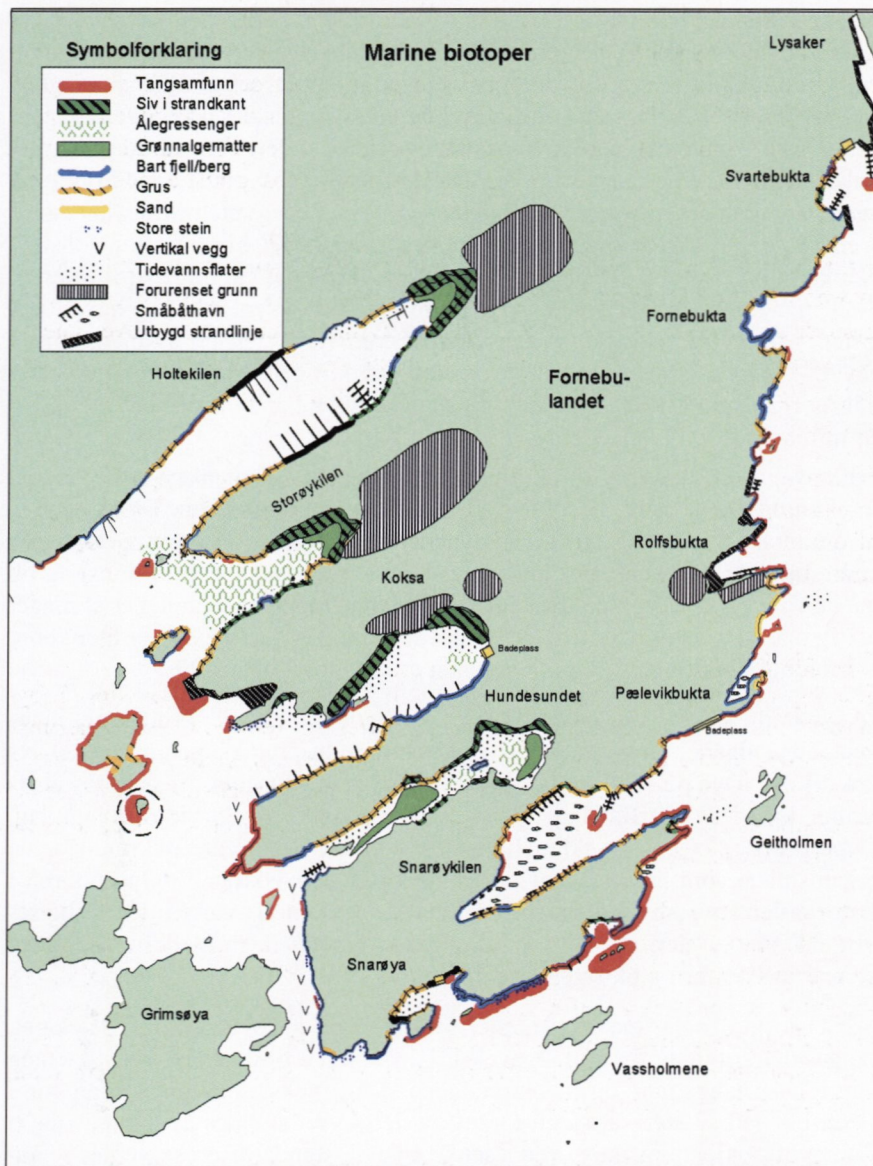 Symbolforklaring
Marine biotoper
Tangsamfunn
Siv i strandkant
Ålegressenger
Grønnalgematter
Bart fjell/berg
Grus
Sand
Store stein
Vertikal vegg
Tidevannsflater
Forurenset grunn
Småbåthavn
Utbygd strandlinje
Lysaker
Svartebukta
Fornebukta
Holtekilen
Fornebu-
landet
Storøykilen
Rolfsbukta
Koksa
Badeplass
Hundesundet
Pælevikbukta
Badeplass
Geitholmen
Snarøykilen
Snarøya
Grimsøya
Vassholmene